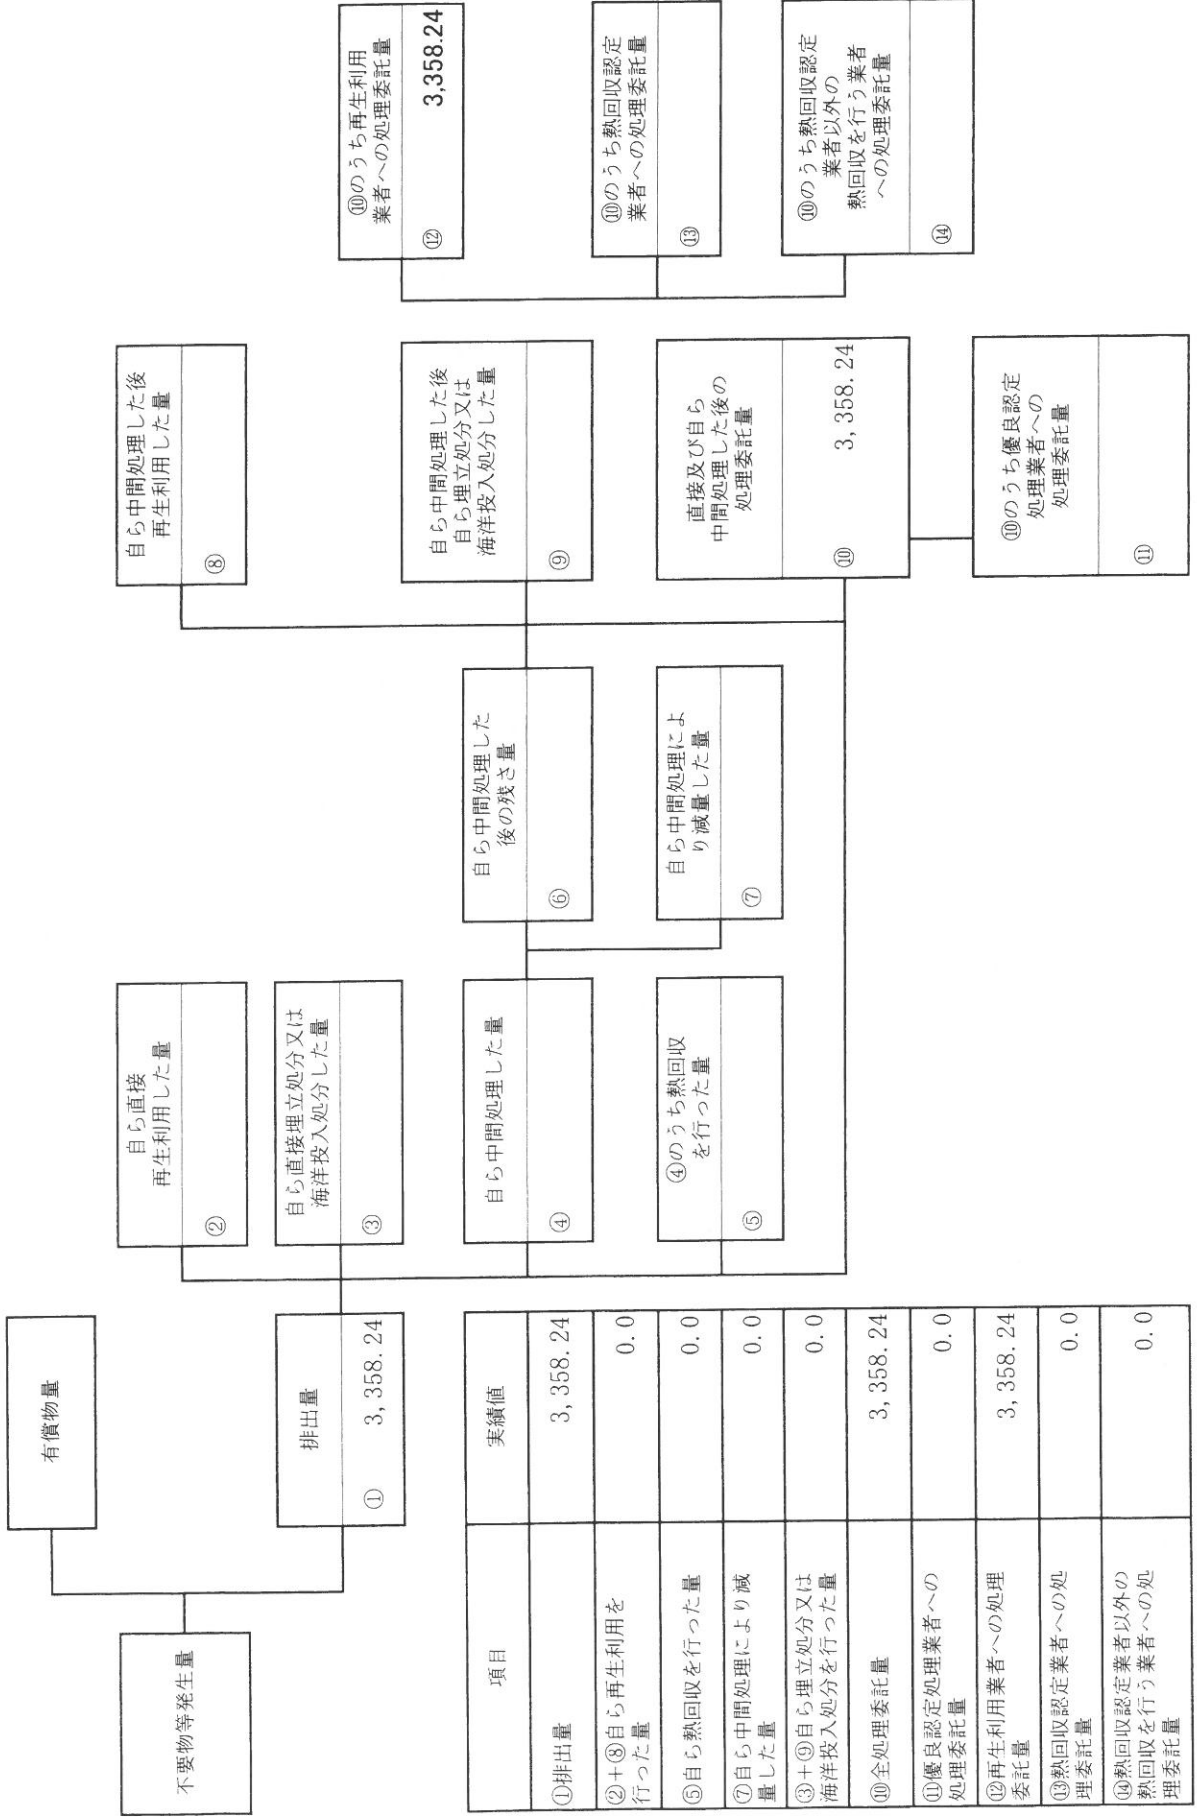 不要物等発生量
有償物量
排出量
① 3,358.24
自ら直接
再生利用した量
②
自ら直接埋立処分又は
海洋投入処分した量
③
自ら中間処理した量
④
④のうち熱回収
を行った量
⑤
自ら中間処理した
後の残さ量
⑥
自ら中間処理によ
り減量した量
⑦
自ら中間処理した後
再生利用した量
⑧
自ら中間処理した後
自ら埋立処分又は
海洋投入処分した量
⑨
直接及び自ら
中間処理した後の
処理委託量
⑩ 3,358.24
⑩のうち優良認定
処理業者への
処理委託量
⑪
⑩のうち再生利用
業者への処理委託量
⑫ 3,358.24
⑩のうち熱回収認定
業者への処理委託量
⑬
⑩のうち熱回収認定
業者以外の
熱回収を行う業者
への処理委託量
⑭
項目 実績値
①排出量 3,358.24
②+⑧自ら再生利用を
行った量 0.0
⑤自ら熱回収を行った量 0.0
⑦自ら中間処理により減
量した量 0.0
③+⑨自ら埋立処分又は
海洋投入処分を行った量 0.0
⑩全処理委託量 3,358.24
⑪優良認定処理業者への
処理委託量 0.0
⑫再生利用業者への処理
委託量 3,358.24
⑬熱回収認定業者への処
理委託量 0.0
⑭熱回収認定業者以外の
熱回収を行う業者への処
理委託量 0.0